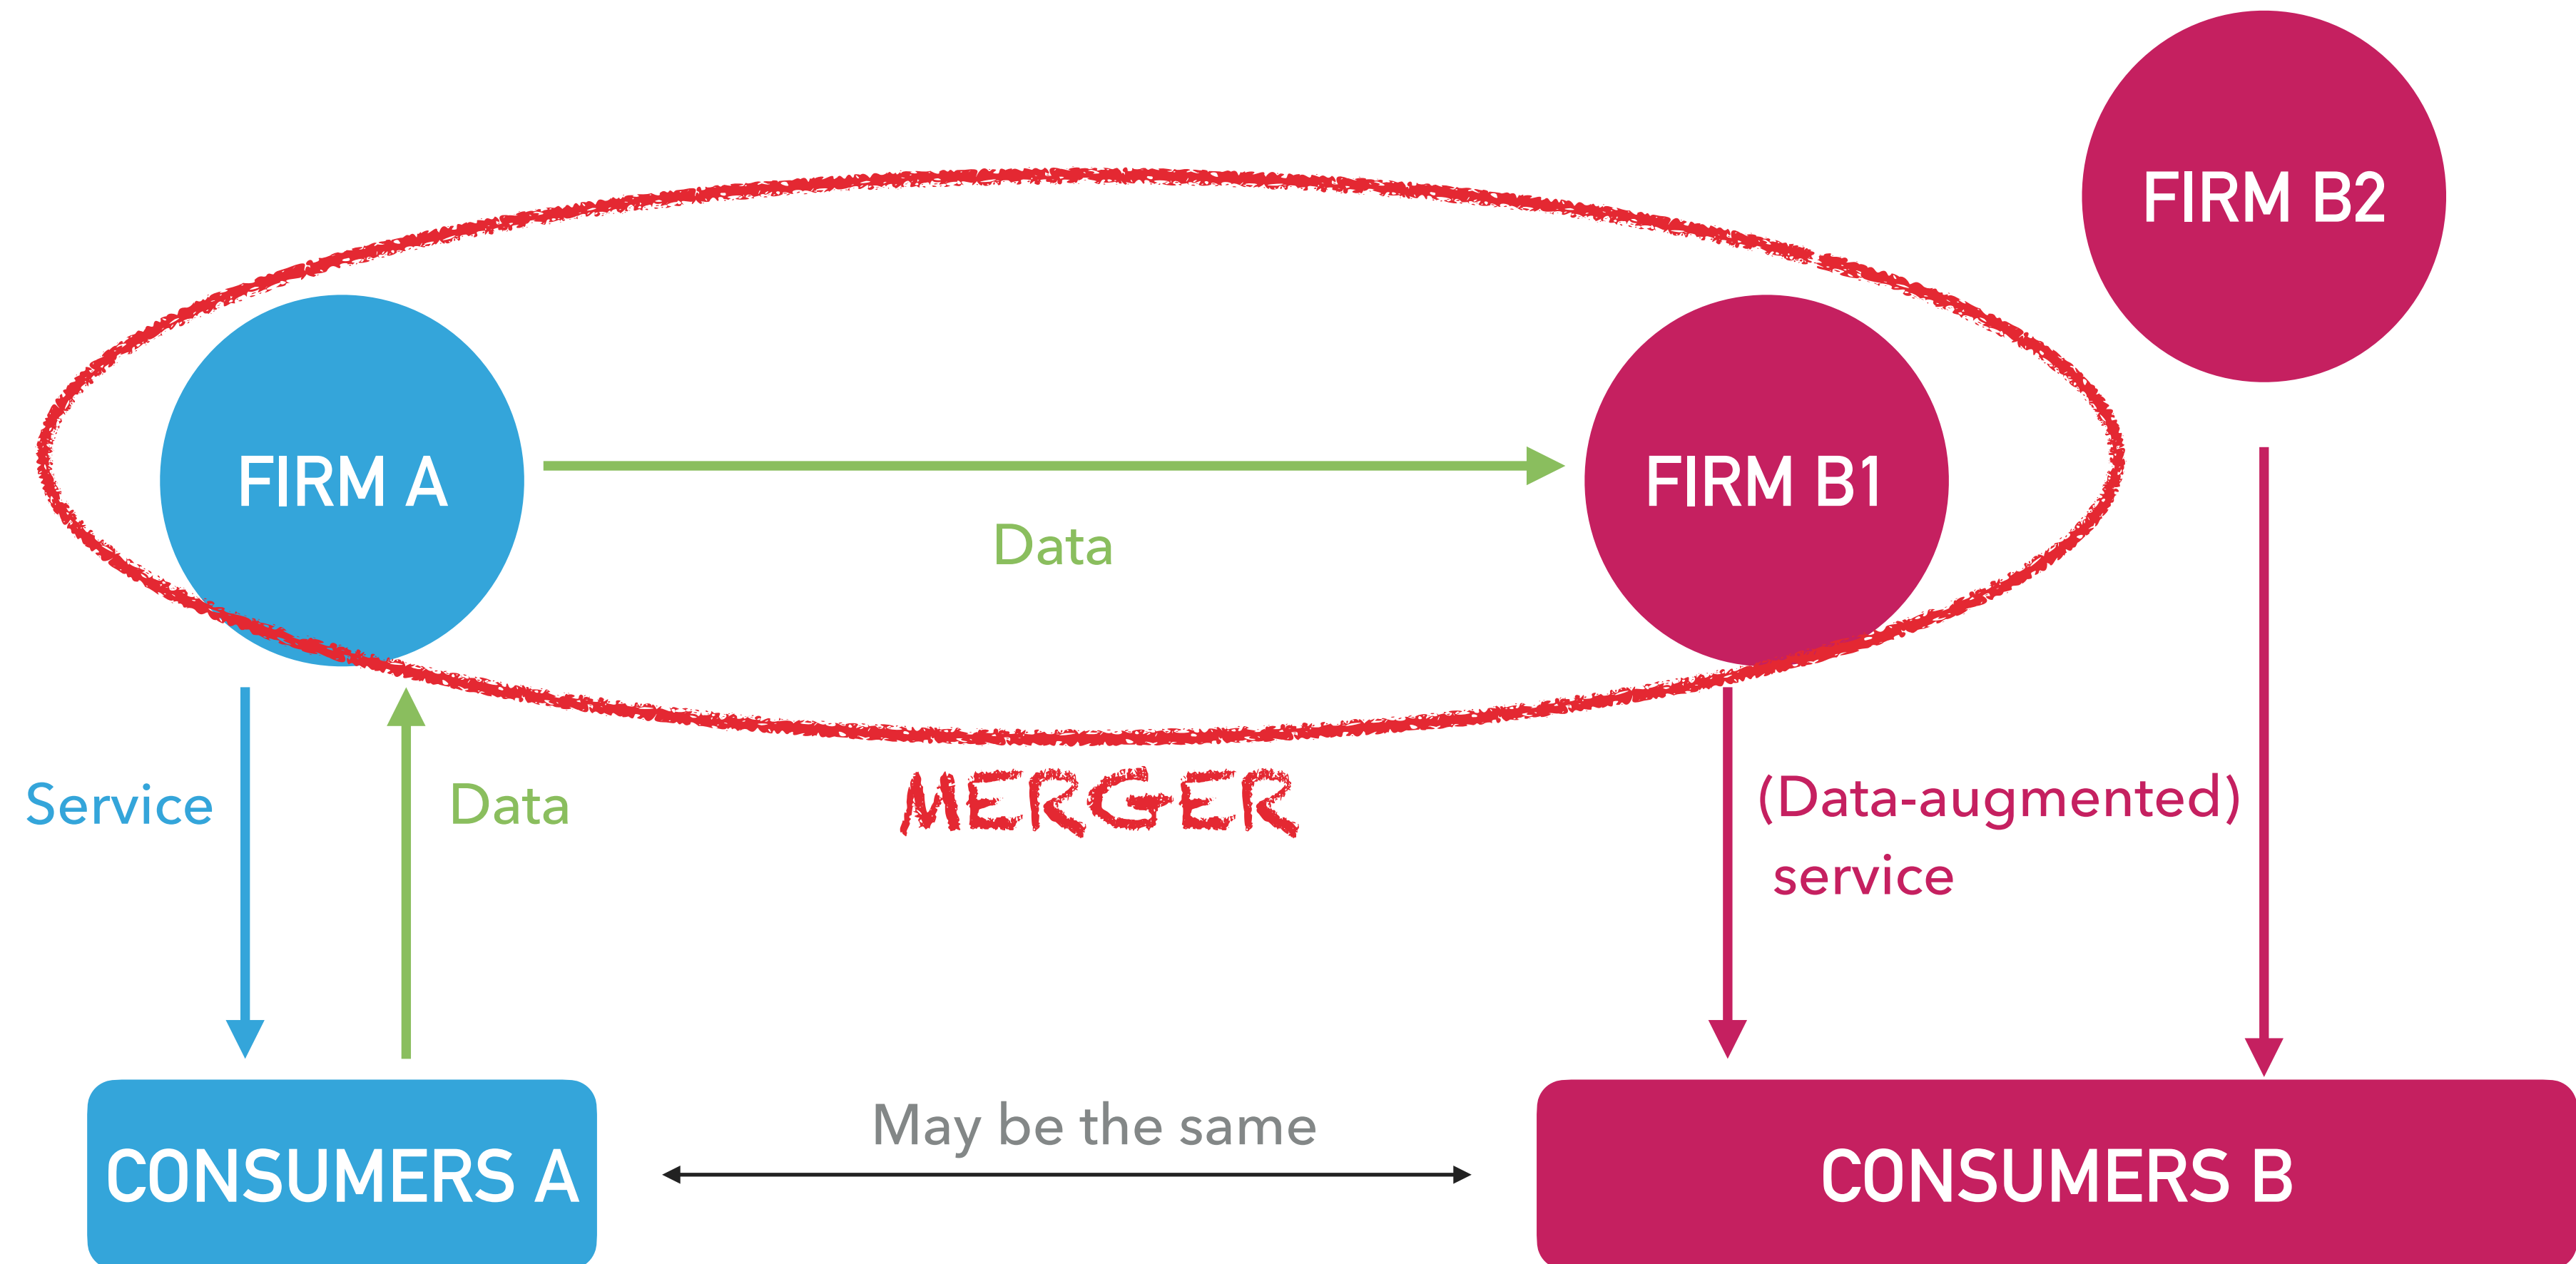 FIRM B2
FIRM A
FIRM B1
Data
Service
Data
MERGER
(Data-augmented)
service
May be the same
CONSUMERS A
CONSUMERS B